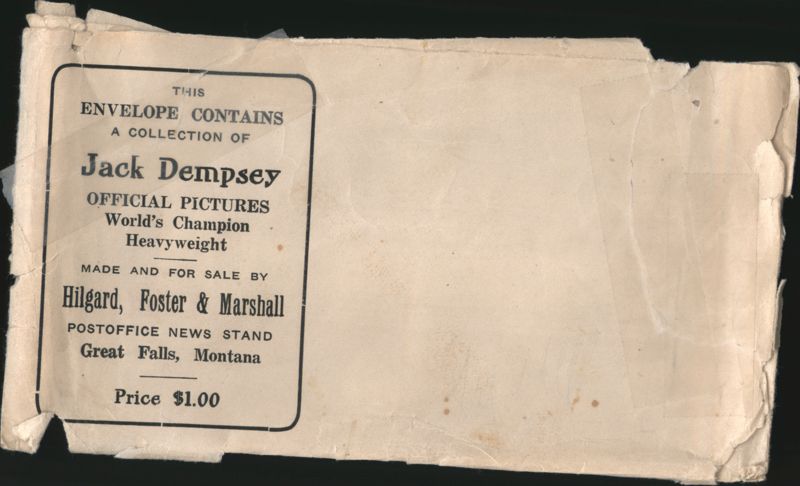 THIS
ENVELOPE CONTAINS
A COLLECTION OF
Jack Dempsey
OFFICIAL PICTURES
World's Champion
Heavyweight
MADE AND FOR SALE BY
Hilgard, Foster & Marshall
POSTOFFICE NEWS STAND
Great Falls, Montana
Price $1.00